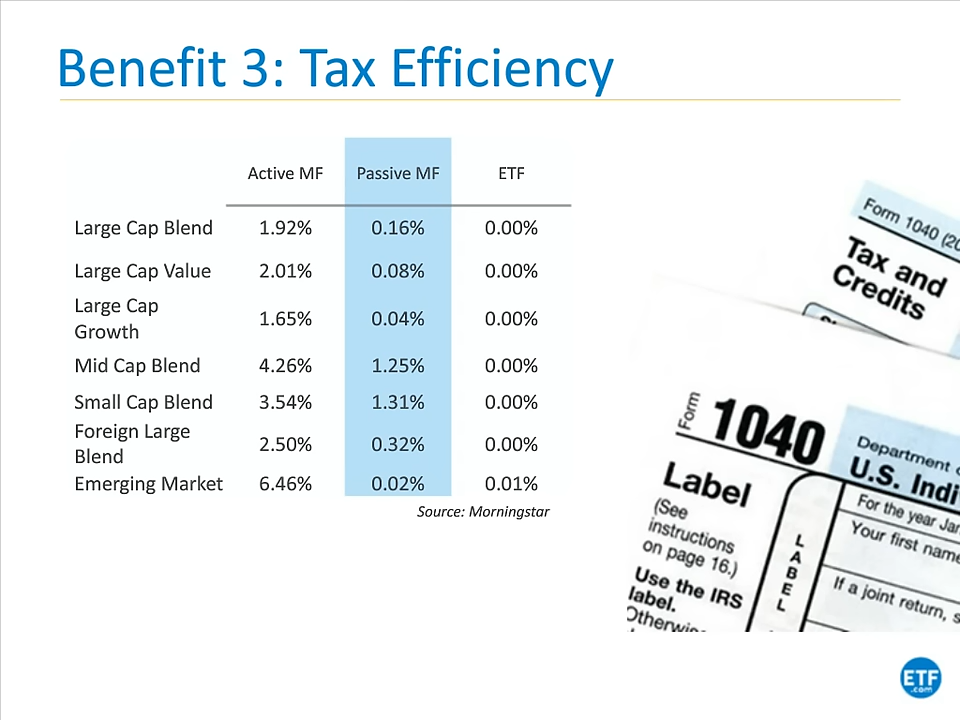 Benefit 3: Tax Efficiency
Active MF Passive MF ETF
Large Cap Blend 1.92% 0.16% 0.00%
Large Cap Value 2.01% 0.08% 0.00%
Large Cap
Growth 1.65% 0.04% 0.00%
Mid Cap Blend 4.26% 1.25% 0.00%
Small Cap Blend 3.54% 1.31% 0.00%
Foreign Large
Blend 2.50% 0.32% 0.00%
Emerging Market 6.46% 0.02% 0.01%
Source: Morningstar
Form 1040 (20
Tax and
Credits
Form 1040
Department
U.S. Indi
For the year Jan
Your first name
If a joint return, s
Label
(See
instructions
on page 16.)
Use the IRS
label.
Otherwise
LABEL
ETF
.com